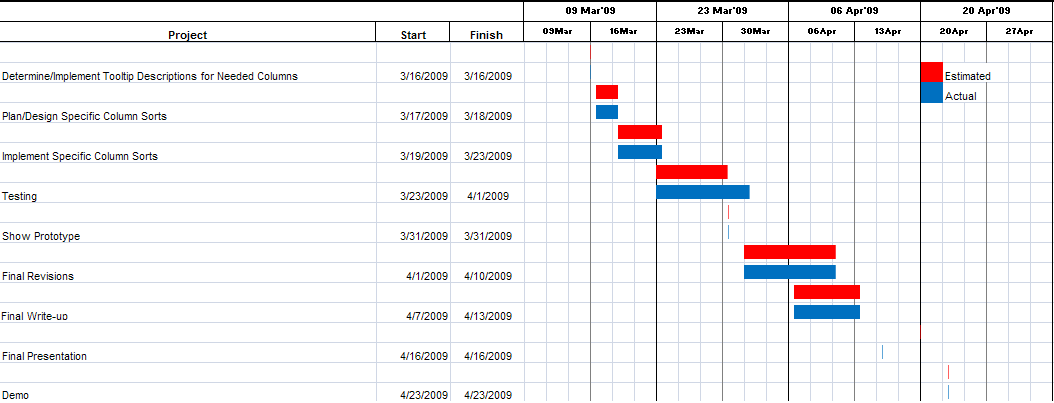 09 Mar'09 23 Mar'09 06 Apr'09 20 Apr'09
Project Start Finish 09Mar 16Mar 23Mar 30Mar 06Apr 13Apr 20Apr 27Apr
Determine/Implement Tooltip Descriptions for Needed Columns 3/16/2009 3/16/2009 Estimated
Actual
Plan/Design Specific Column Sorts 3/17/2009 3/18/2009
Implement Specific Column Sorts 3/19/2009 3/23/2009
Testing 3/23/2009 4/1/2009
Show Prototype 3/31/2009 3/31/2009
Final Revisions 4/1/2009 4/10/2009
Final Write-up 4/7/2009 4/13/2009
Final Presentation 4/16/2009 4/16/2009
Demo 4/23/2009 4/23/2009